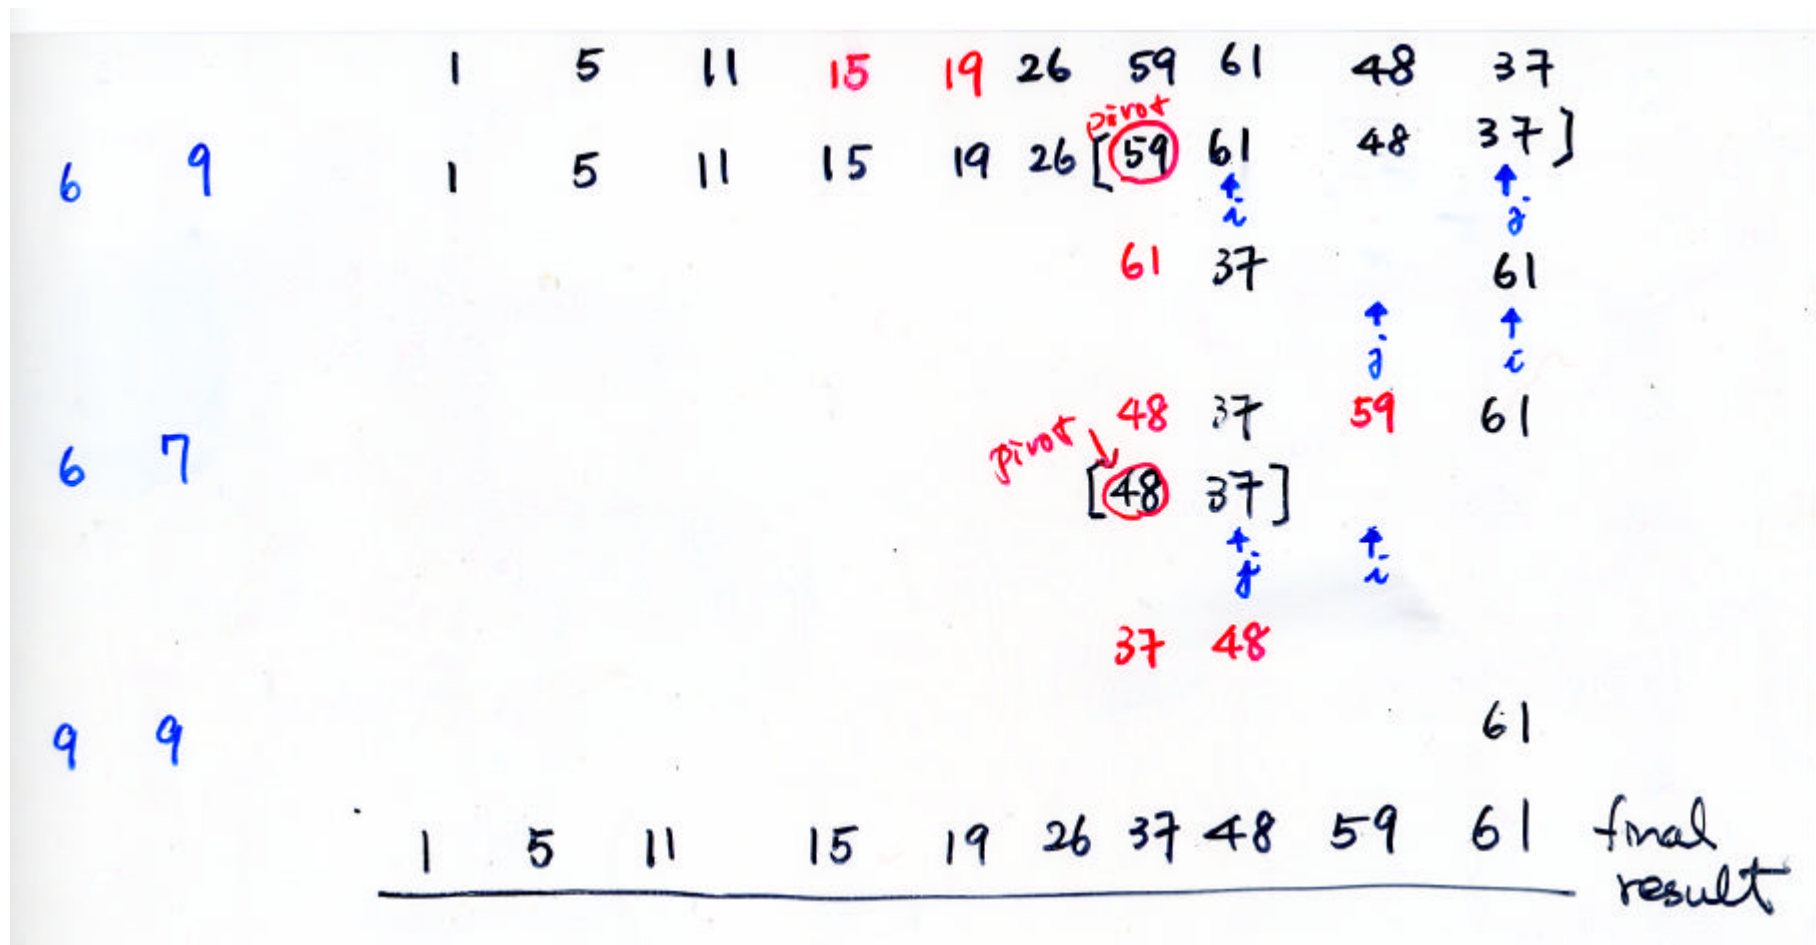 1 5 11 15 19 26 59 61 48 37
pivot
6 9 1 5 11 15 19 26 [59 61 48 37]
i j
61 37 61
j i
48 37 59 61
pivot
6 7 [48 37]
j i
37 48
9 9 61
1 5 11 15 19 26 37 48 59 61 final
result